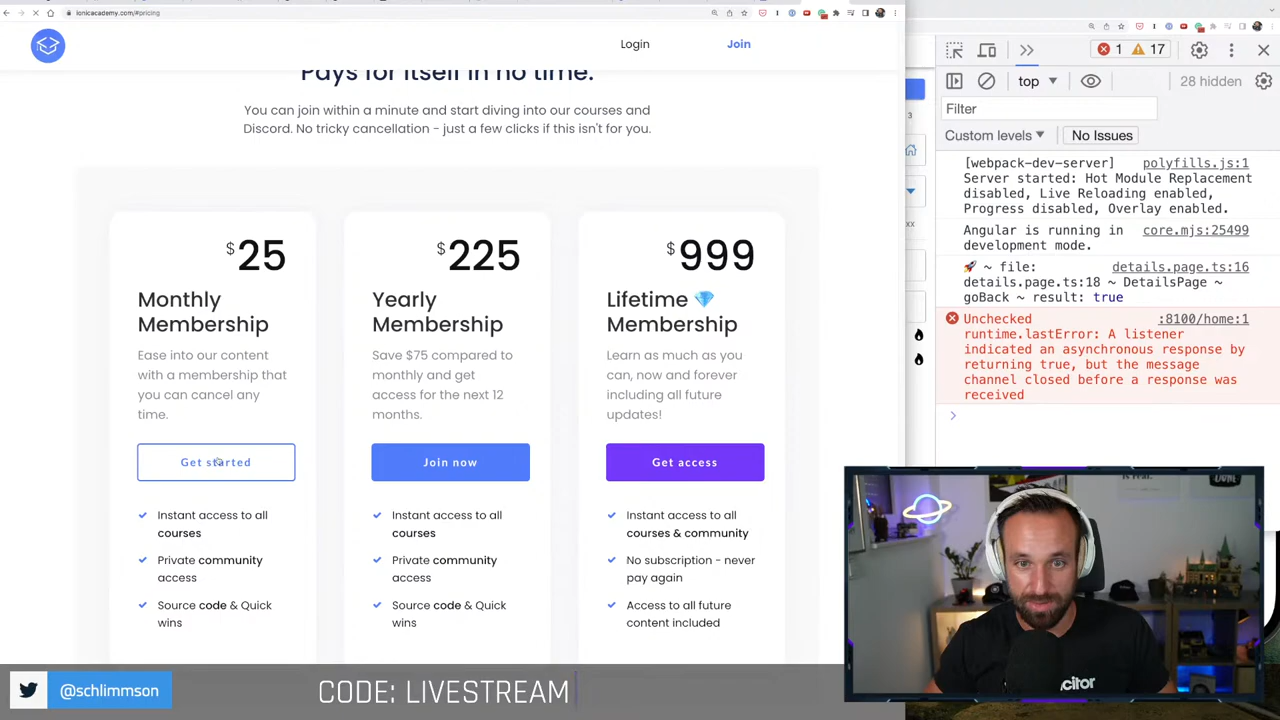 ionicacademy.com/#pricing
Login
Join
Pays for itself in no time.
You can join within a minute and start diving into our courses and
Discord. No tricky cancellation - just a few clicks if this isn't for you.
$25
Monthly
Membership
Ease into our content
with a membership that
you can cancel any
time.
Get started
Instant access to all
courses
Private community
access
Source code & Quick
wins
$225
Yearly
Membership
Save $75 compared to
monthly and get
access for the next 12
months.
Join now
Instant access to all
courses
Private community
access
Source code & Quick
wins
$999
Lifetime 💎
Membership
Learn as much as you
can, now and forever
including all future
updates!
Get access
Instant access to all
courses & community
No subscription - never
pay again
Access to all future
content included
3
xx
1
17
top
28 hidden
Filter
Custom levels
No Issues
[webpack-dev-server] polyfills.js:1
Server started: Hot Module Replacement
disabled, Live Reloading enabled,
Progress disabled, Overlay enabled.
Angular is running in core.mjs:25499
development mode.
🚀 ~ file: details.page.ts:16
details.page.ts:18 ~ DetailsPage ~
goBack ~ result: true
Unchecked :8100/home:1
runtime.lastError: A listener
indicated an asynchronous response by
returning true, but the message
channel closed before a response was
received
@schlimmson
CODE: LIVESTREAM
citor